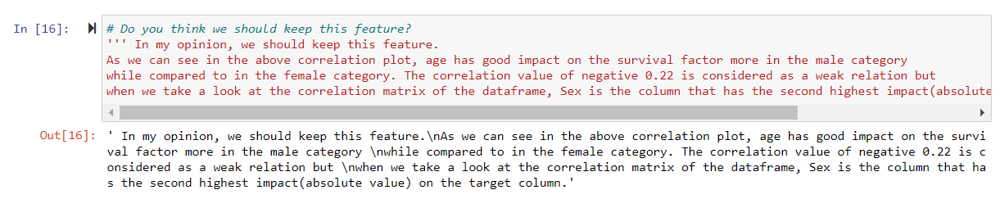 In [16]: # Do you think we should keep this feature?
''' In my opinion, we should keep this feature.
As we can see in the above correlation plot, age has good impact on the survival factor more in the male category
while compared to in the female category. The correlation value of negative 0.22 is considered as a weak relation but
when we take a look at the correlation matrix of the dataframe, Sex is the column that has the second highest impact(absolute
Out[16]: ' In my opinion, we should keep this feature.\nAs we can see in the above correlation plot, age has good impact on the survi
val factor more in the male category \nwhile compared to in the female category. The correlation value of negative 0.22 is c
onsidered as a weak relation but \nwhen we take a look at the correlation matrix of the dataframe, Sex is the column that ha
s the second highest impact(absolute value) on the target column.'